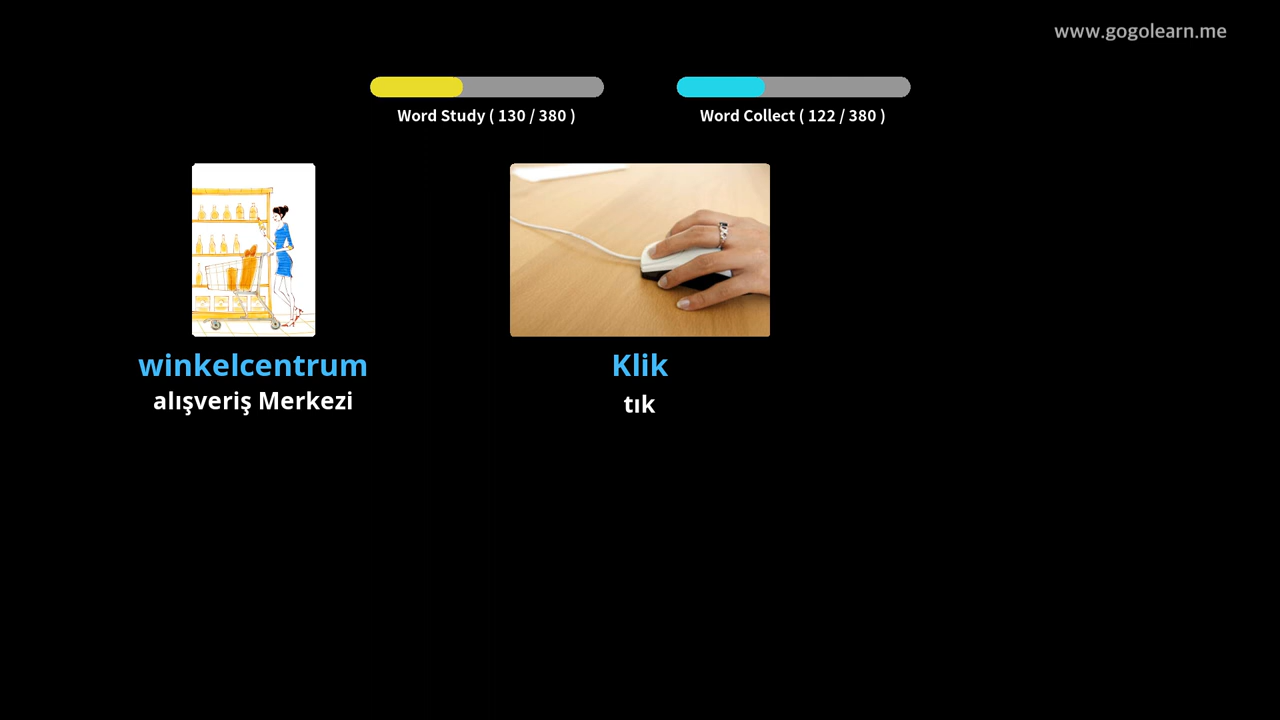 www.gogolearn.me
Word Study ( 130 / 380 )
Word Collect ( 122 / 380 )
winkelcentrum
alışveriş Merkezi
Klik
tık